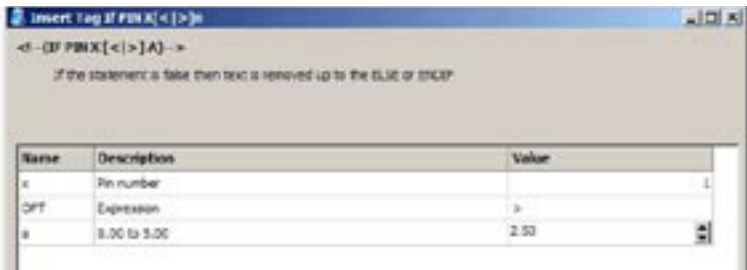 Insert Tag If PIN X[<|>]n
<!--{IF PIN X[<|>]A}-->
If the statement is false then text is removed up to the ELSE or ENDIF
Name Description Value
x Pin number 1
OPT Expression >
a 0.00 to 5.00 2.50